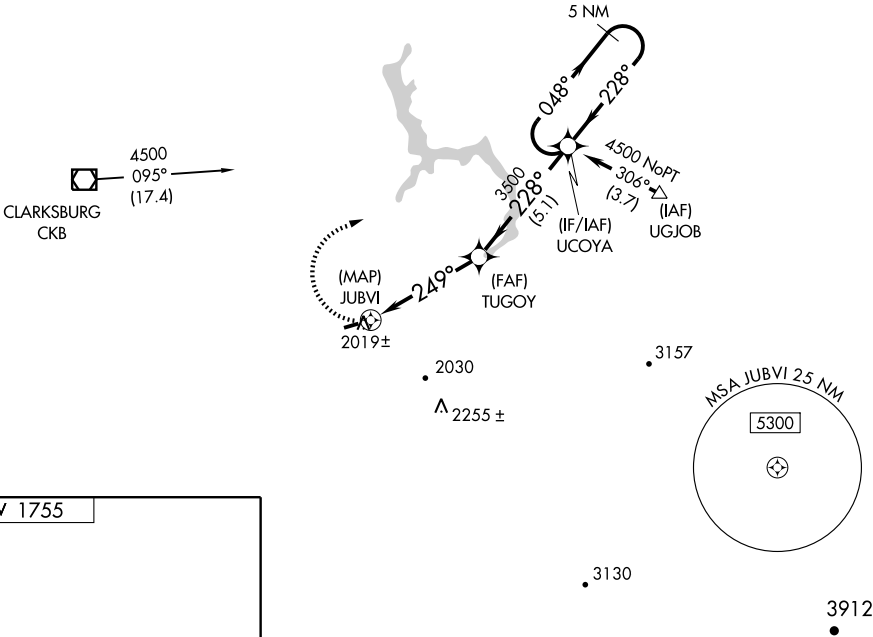 5 NM
048°
228°
4500
095°
(17.4)
CLARKSBURG
CKB
4500 NoPT
306°
(3.7)
(IAF)
UGJOB
3500
228°
(5.1)
(IF/IAF)
UCOYA
(MAP)
JUBVI
249°
(FAF)
TUGOY
2019±
2030
2255 ±
3157
MSA JUBVI 25 NM
5300
1755
3130
3912